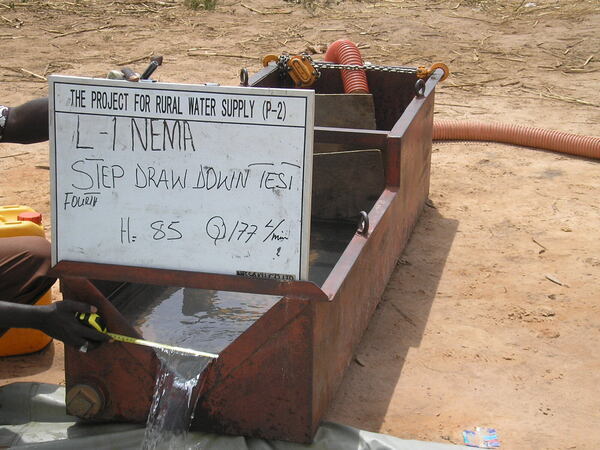 THE PROJECT FOR RURAL WATER SUPPLY (P-2)
L-1 NEMA
STEP DRAW DOWN TEST
FOURTH
H= 85 Q 177 L/min